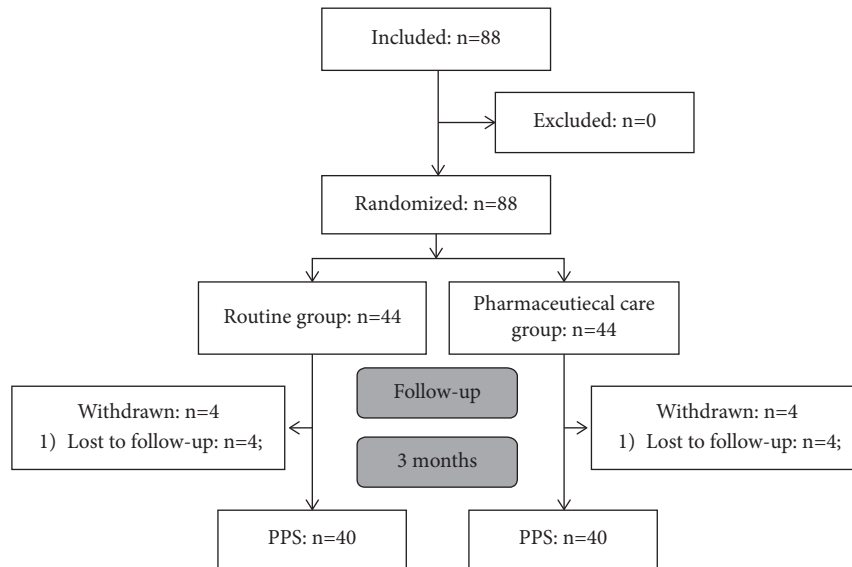 Included: n=88
Excluded: n=0
Randomized: n=88
Routine group: n=44
Pharmaceutiecal care
group: n=44
Follow-up
Withdrawn: n=4
1) Lost to follow-up: n=4;
Withdrawn: n=4
1) Lost to follow-up: n=4;
3 months
PPS: n=40
PPS: n=40